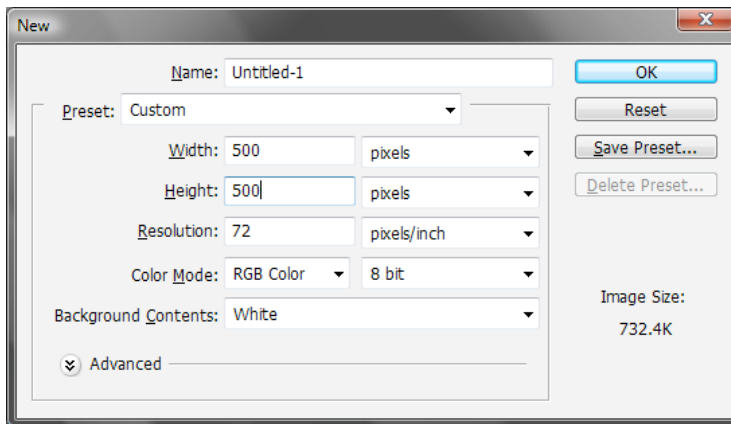 New
Name: Untitled-1
OK
Preset: Custom
Reset
Width: 500 pixels
Save Preset...
Height: 500 pixels
Delete Preset...
Resolution: 72 pixels/inch
Color Mode: RGB Color 8 bit
Image Size:
Background Contents: White
732.4K
Advanced